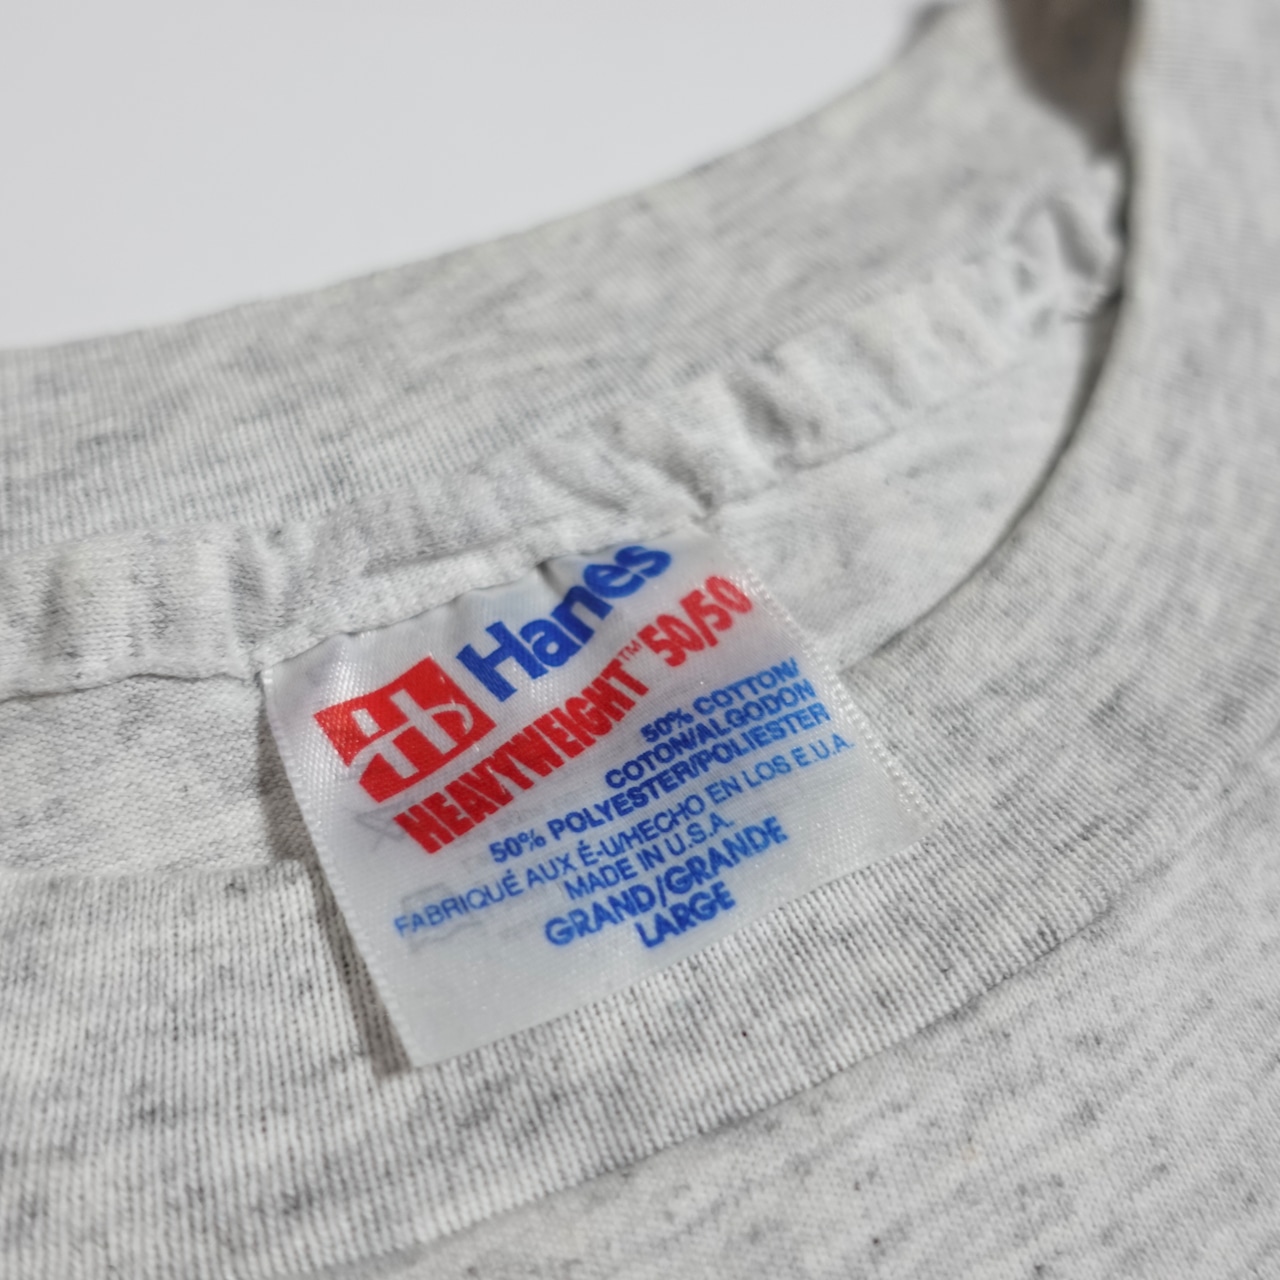 Hanes
HEAVYWEIGHT™ 50/50
50% COTTON/
COTON/ALGODON
50% POLYESTER/POLIESTER
FABRIQUÉ AUX É-U/HECHO EN LOS E.U.A.
MADE IN U.S.A.
GRAND/GRANDE
LARGE